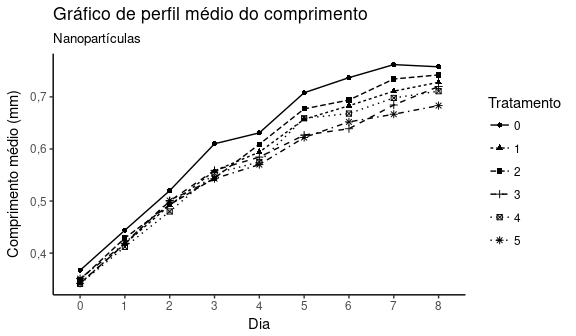 Gráfico de perfil médio do comprimento
Nanopartículas
Comprimento médio (mm)
0,7
0,6
0,5
0,4
0 1 2 3 4 5 6 7 8
Dia
Tratamento
0
1
2
3
4
5